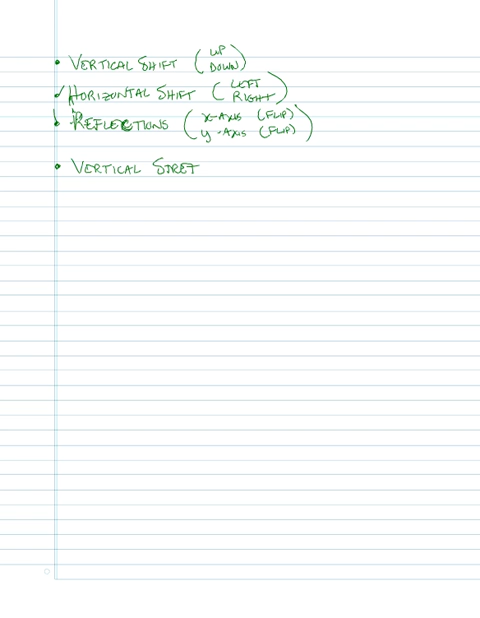 • VERTICAL SHIFT (UP
DOWN)
• HORIZONTAL SHIFT (LEFT
RIGHT)
• REFLECTIONS (x-AXIS (FLIP)
y-AXIS (FLIP))
• VERTICAL STRET